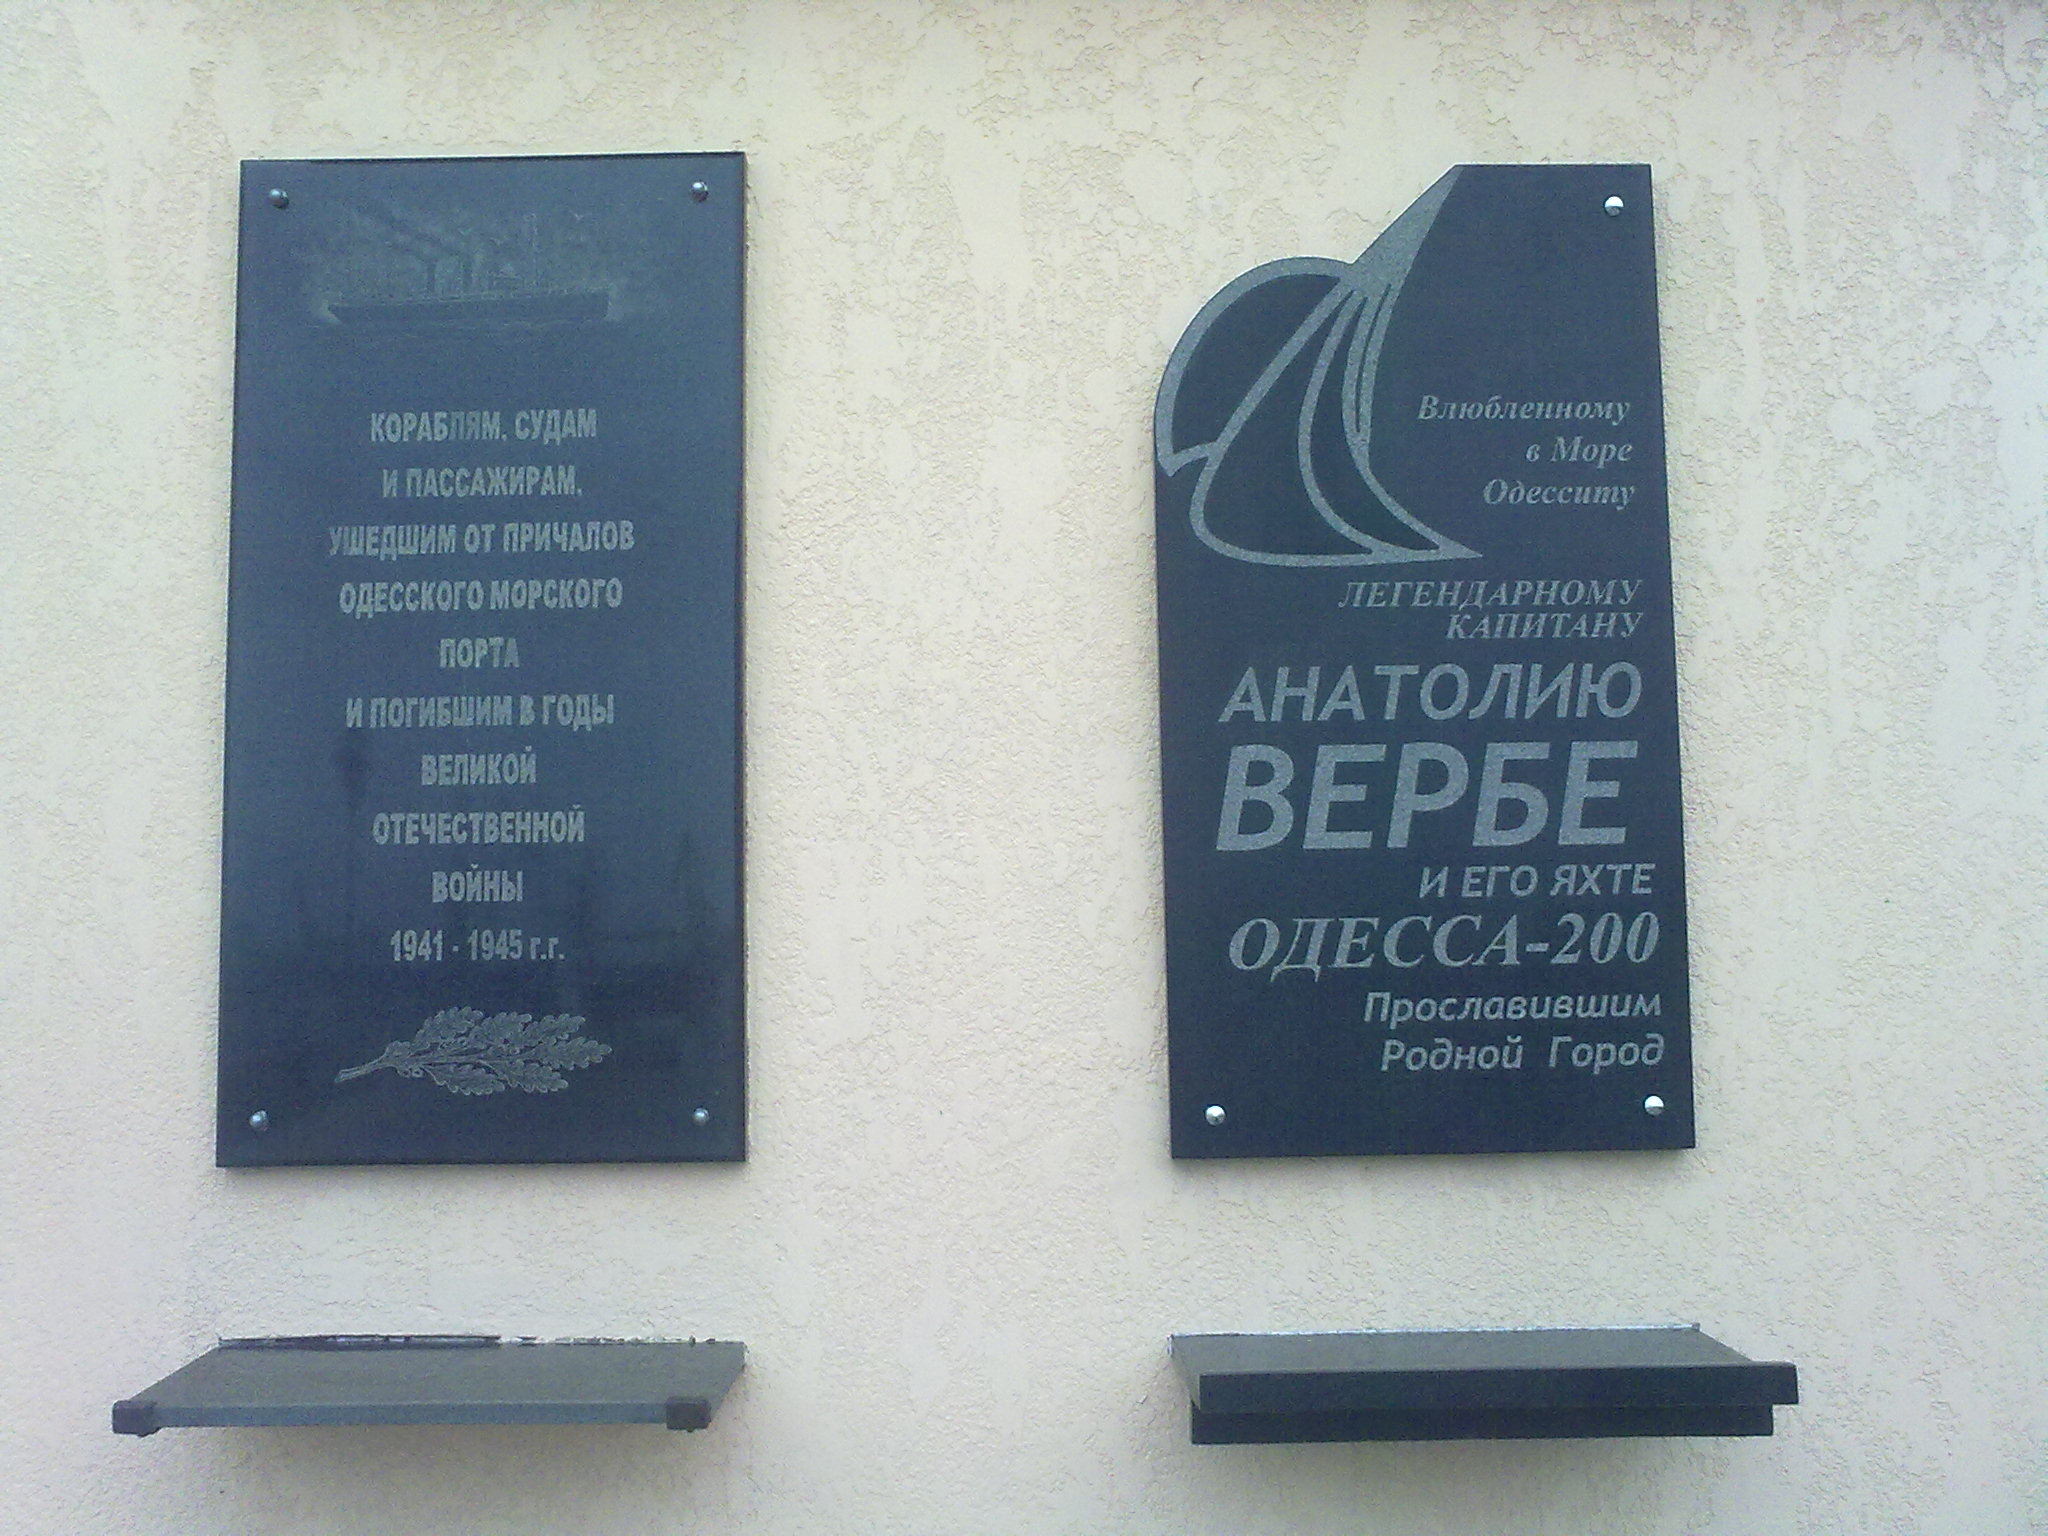 КОРАБЛЯМ, СУДАМ
И ПАССАЖИРАМ,
УШЕДШИМ ОТ ПРИЧАЛОВ
ОДЕССКОГО МОРСКОГО
ПОРТА
И ПОГИБШИМ В ГОДЫ
ВЕЛИКОЙ
ОТЕЧЕСТВЕННОЙ
ВОЙНЫ
1941 - 1945 г.г.
Влюбленному
в Море
Одесситу
ЛЕГЕНДАРНОМУ
КАПИТАНУ
АНАТОЛИЮ
ВЕРБЕ
И ЕГО ЯХТЕ
ОДЕССА-200
Прославившим
Родной Город